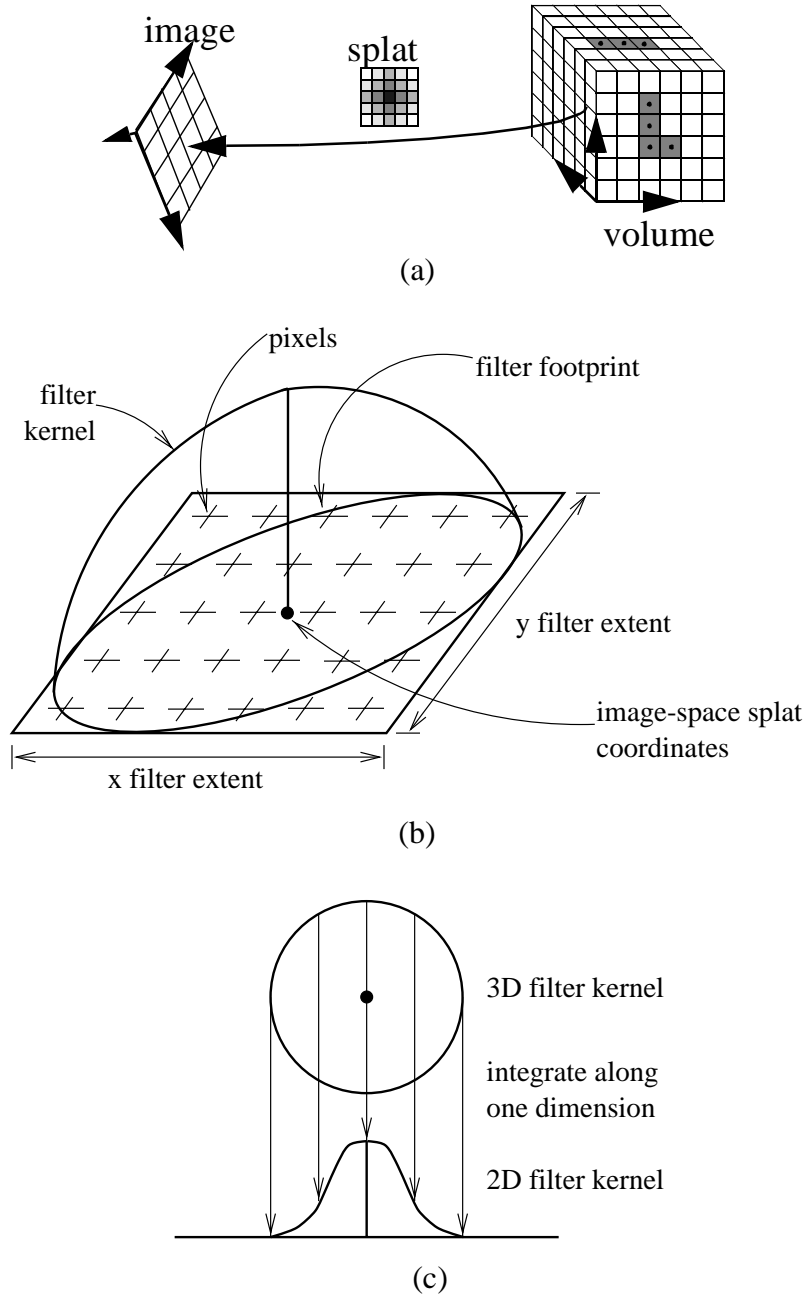 image
splat
volume
(a)
pixels
filter footprint
filter
kernel
y filter extent
image-space splat
coordinates
x filter extent
(b)
3D filter kernel
integrate along
one dimension
2D filter kernel
(c)